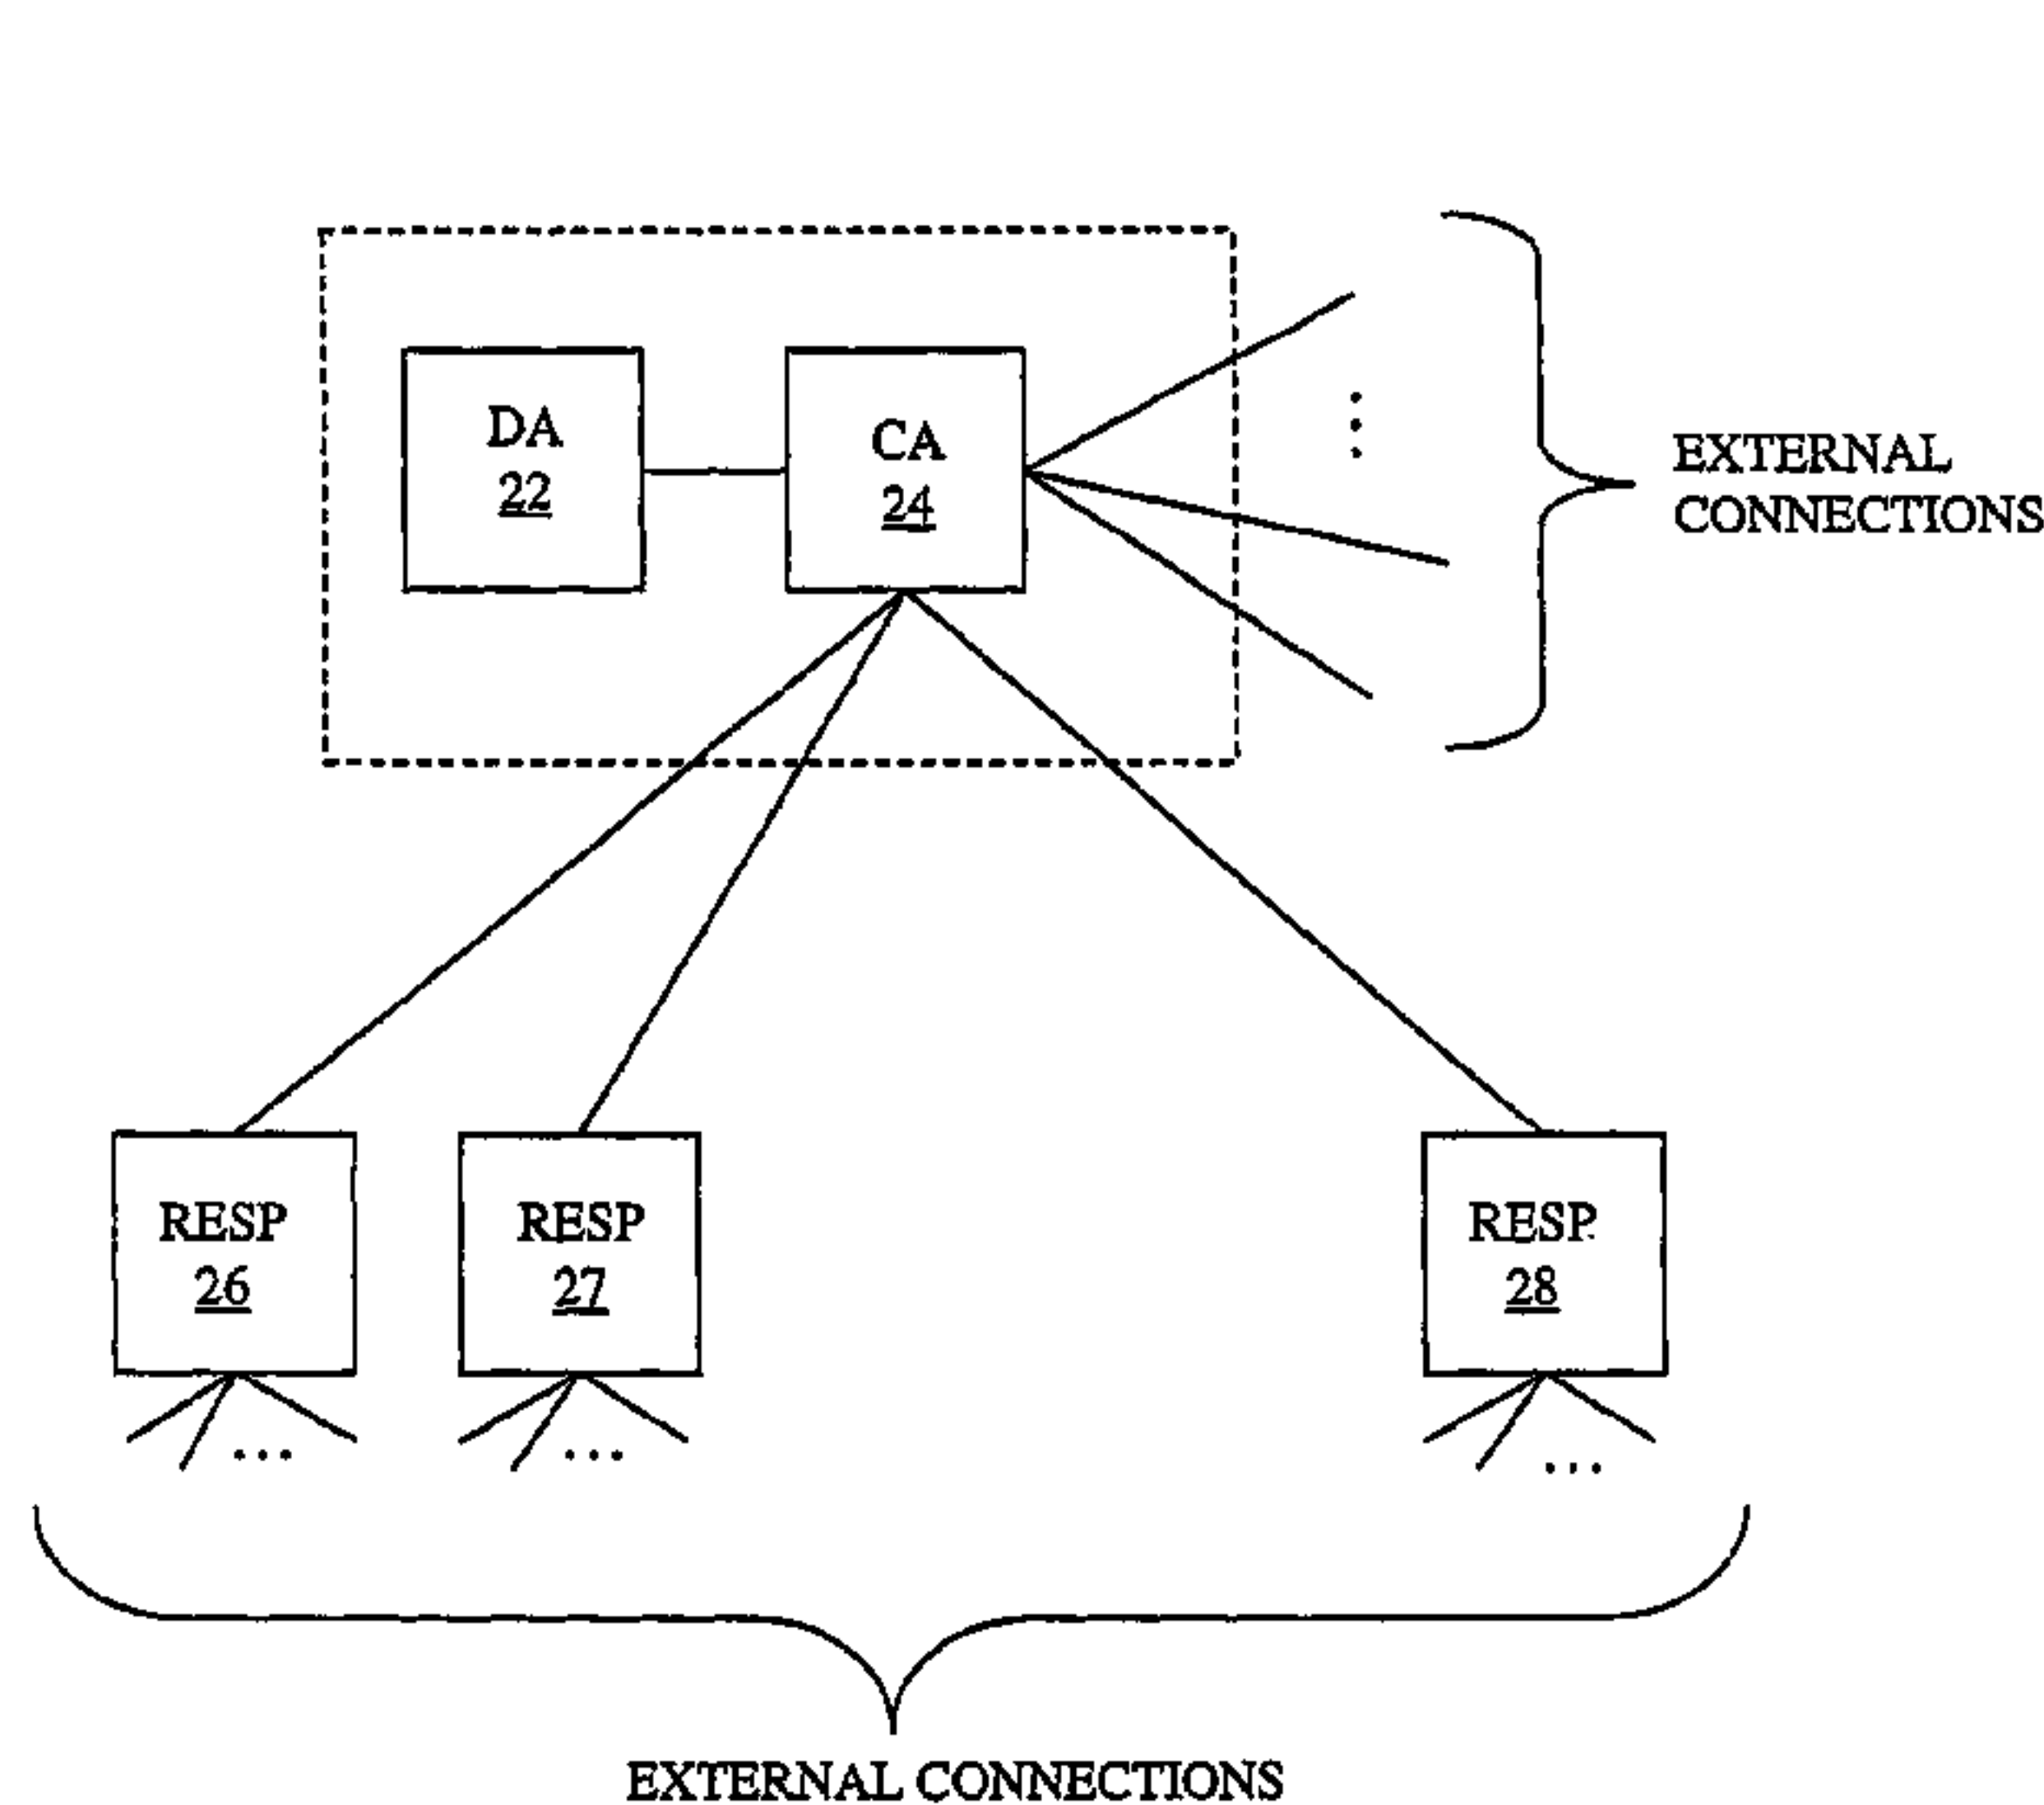 DA
22
CA
24
EXTERNAL
CONNECTIONS
RESP
26
RESP
27
RESP
28
EXTERNAL CONNECTIONS